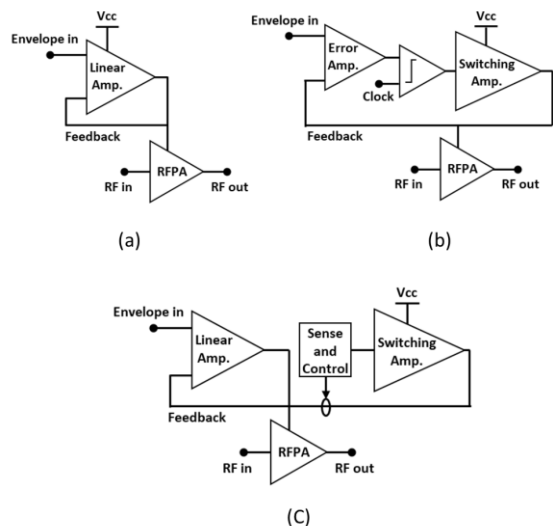 Vcc
Envelope in
Linear
Amp.
Feedback
RF in
RFPA
RF out
(a)
Vcc
Envelope in
Error
Amp.
Clock
Switching
Amp.
Feedback
RF in
RFPA
RF out
(b)
Vcc
Envelope in
Linear
Amp.
Sense
and
Control
Switching
Amp.
Feedback
RF in
RFPA
RF out
(C)